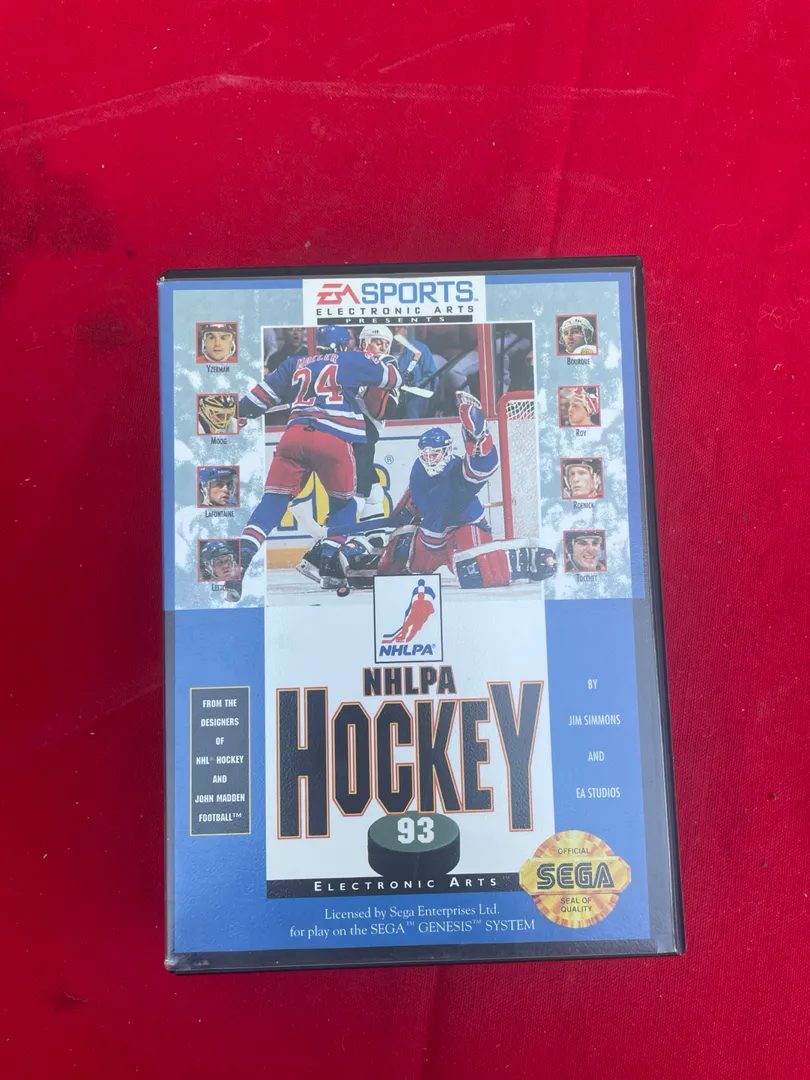 EA SPORTS™
ELECTRONIC ARTS
PRESENTS
YZERMAN
MOOG
LAFONTAINE
BOURQUE
ROY
ROENICK
TOCCHET
24
®
NHLPA®
NHLPA
HOCKEY
93
FROM THE
DESIGNERS
OF
NHL® HOCKEY
AND
JOHN MADDEN
FOOTBALL™
BY
JIM SIMMONS
AND
EA STUDIOS
ELECTRONIC ARTS™
OFFICIAL
SEGA
SEAL OF
QUALITY
Licensed by Sega Enterprises Ltd.
for play on the SEGA™ GENESIS™ SYSTEM